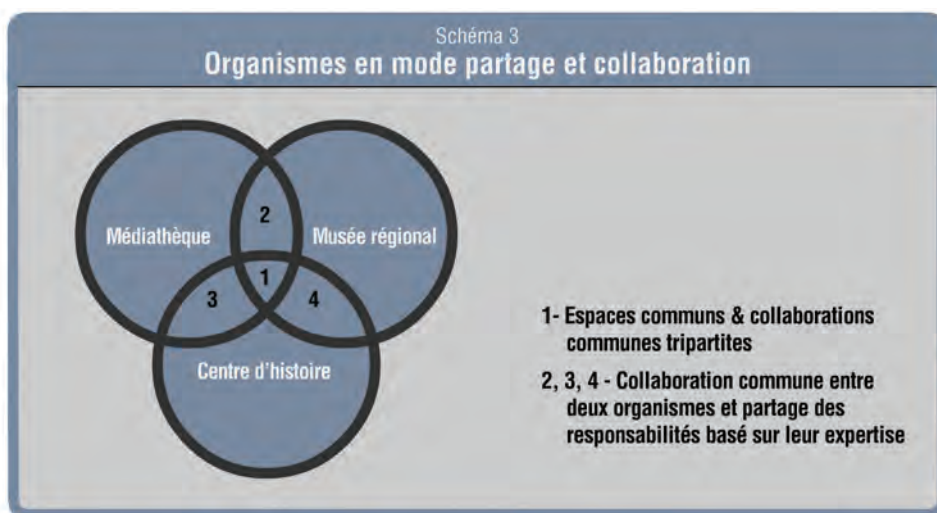 Schéma 3
Organismes en mode partage et collaboration
2
Médiathèque
Musée régional
1
3
4
Centre d'histoire
1- Espaces communs & collaborations
communes tripartites
2, 3, 4 - Collaboration commune entre
deux organismes et partage des
responsabilités basé sur leur expertise